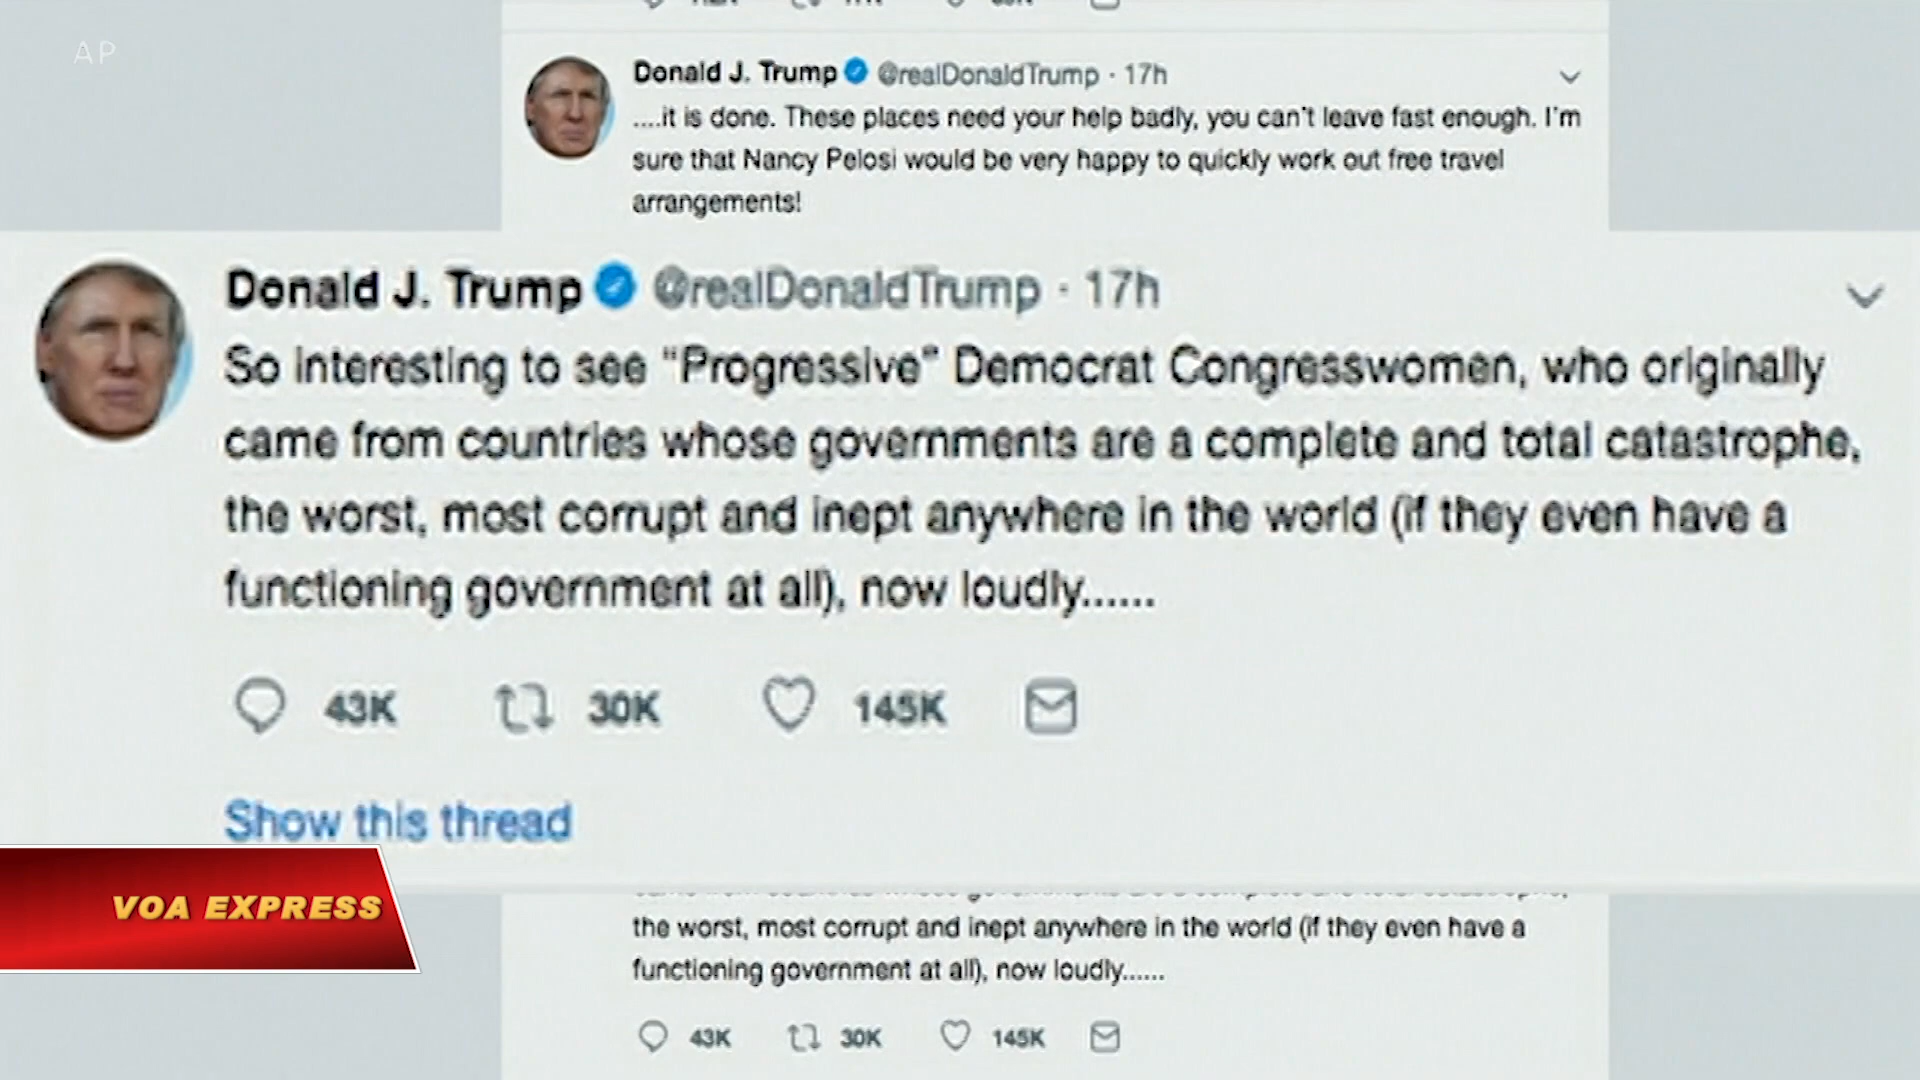 AP
Donald J. Trump @realDonaldTrump · 17h
....it is done. These places need your help badly, you can't leave fast enough. I'm
sure that Nancy Pelosi would be very happy to quickly work out free travel
arrangements!
Donald J. Trump @realDonaldTrump · 17h
So interesting to see "Progressive" Democrat Congresswomen, who originally
came from countries whose governments are a complete and total catastrophe,
the worst, most corrupt and inept anywhere in the world (if they even have a
functioning government at all), now loudly......
43K 30K 145K
Show this thread
VOA EXPRESS
the worst, most corrupt and inept anywhere in the world (if they even have a
functioning government at all), now loudly......
43K 30K 145K